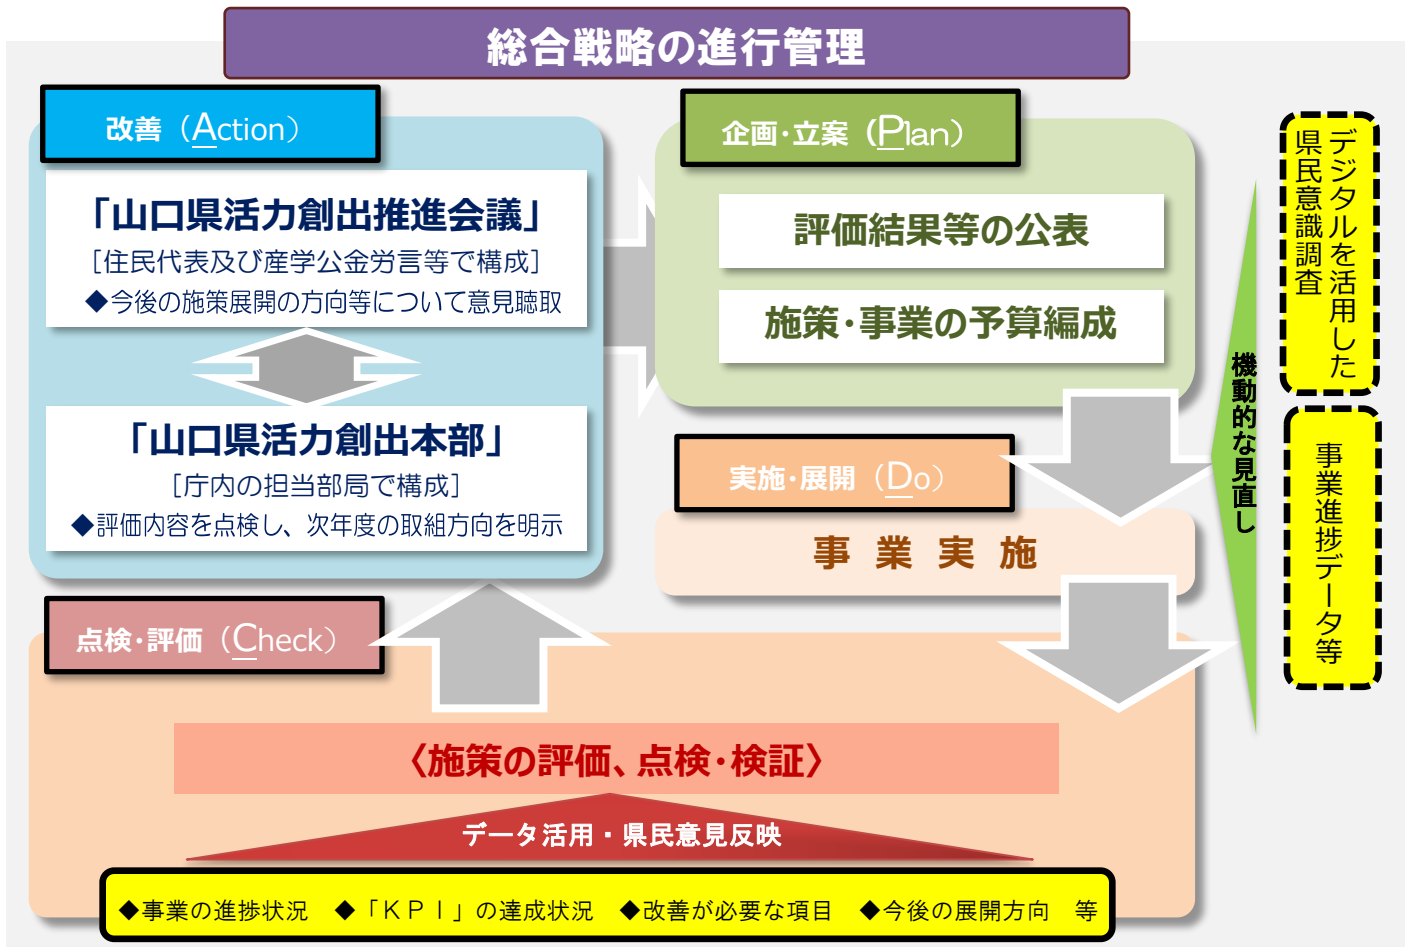 総合戦略の進行管理
改善（Action）
「山口県活力創出推進会議」
［住民代表及び産学公金労言等で構成］
◆今後の施策展開の方向等について意見聴取
「山口県活力創出本部」
［庁内の担当部局で構成］
◆評価内容を点検し、次年度の取組方向を明示
企画・立案（Plan）
評価結果等の公表
施策・事業の予算編成
実施・展開（Do）
事業実施
点検・評価（Check）
〈施策の評価、点検・検証〉
データ活用・県民意見反映
◆事業の進捗状況　◆「ＫＰＩ」の達成状況　◆改善が必要な項目　◆今後の展開方向　等
機動的な見直し
デジタルを活用した
県民意識調査
事業進捗データ等